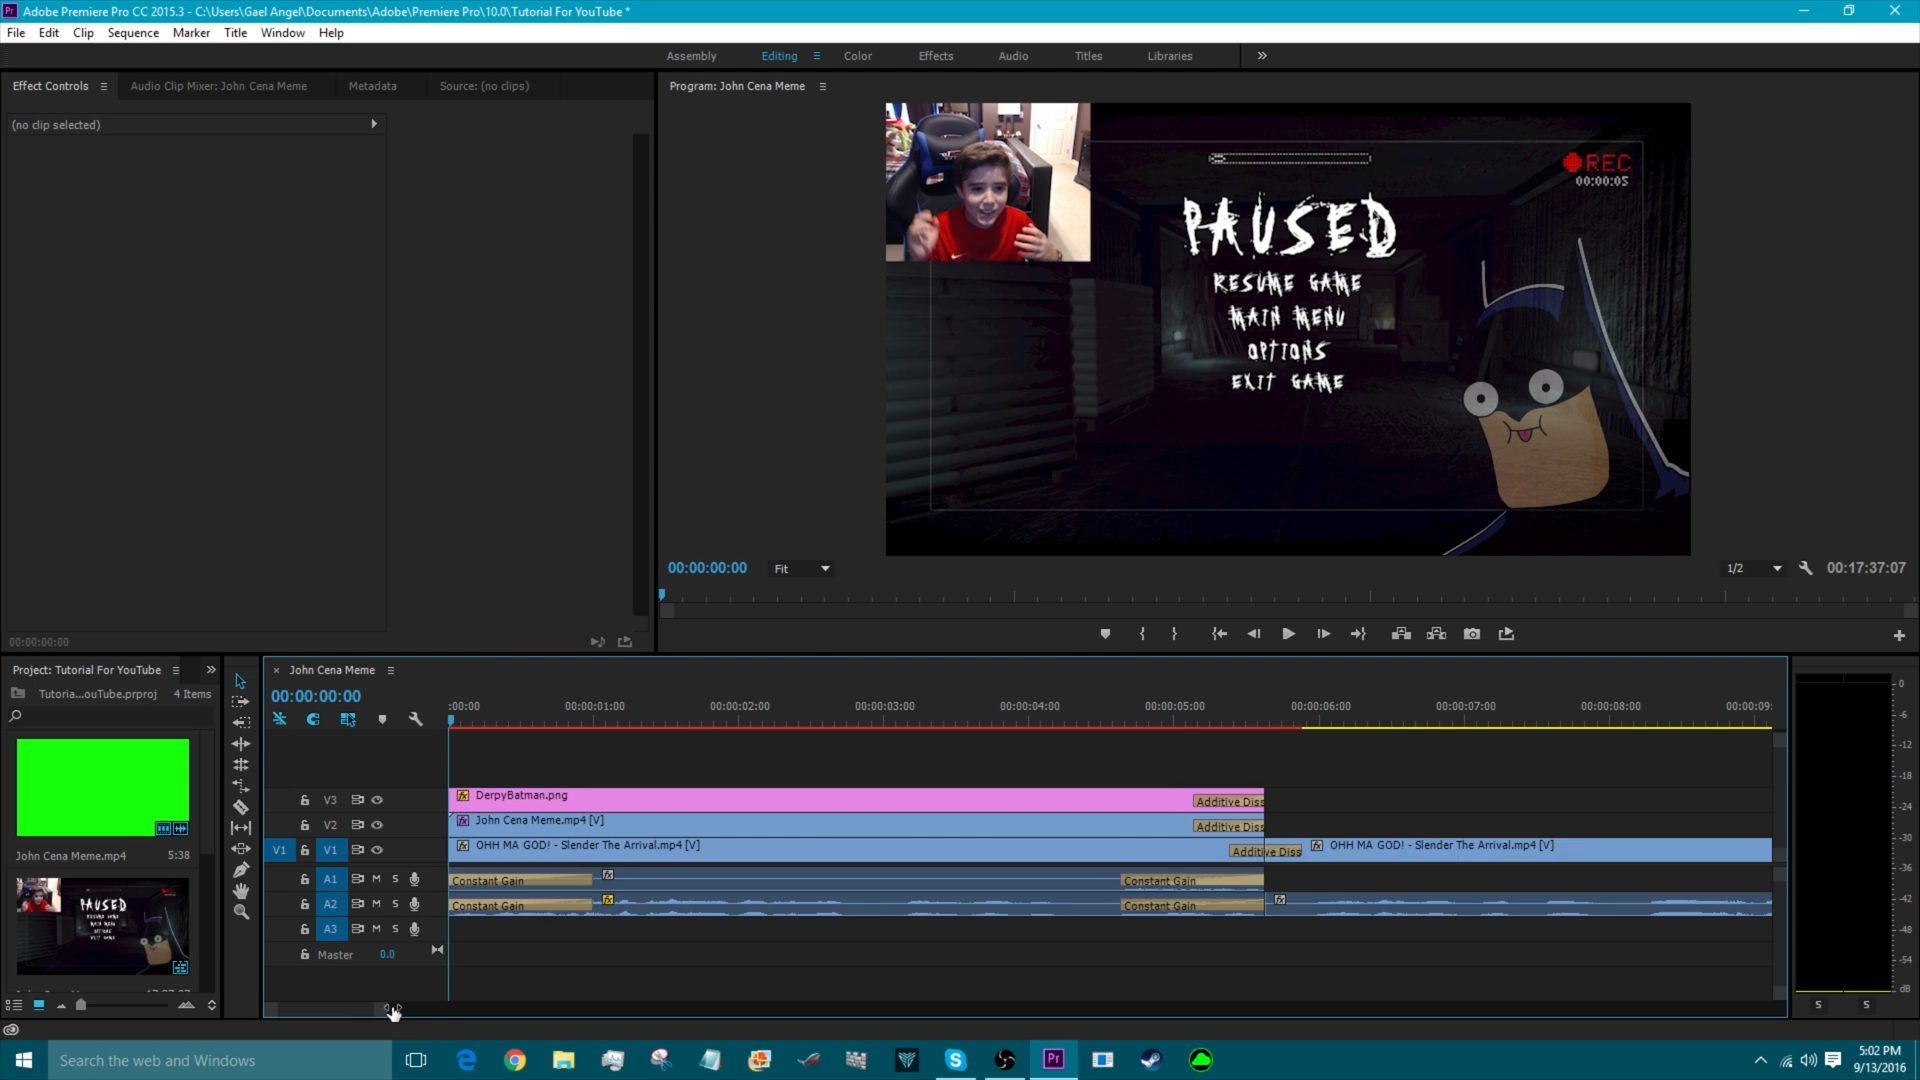 Pr Adobe Premiere Pro CC 2015.3 - C:\Users\Gael Angel\Documents\Adobe\Premiere Pro\10.0\Tutorial For YouTube *
File Edit Clip Sequence Marker Title Window Help
Assembly Editing Color Effects Audio Titles Libraries
Effect Controls Audio Clip Mixer: John Cena Meme Metadata Source: (no clips)
Program: John Cena Meme
(no clip selected)
REC
00:00:05
PAUSED
RESUME GAME
MAIN MENU
OPTIONS
EXIT GAME
00:00:00:00 Fit 1/2 00:17:37:07
00:00:00:00
Project: Tutorial For YouTube
Tutoria...ouTube.prproj 4 Items
John Cena Meme.mp4 5:38
John Cena Meme
00:00:00:00
:00:00 00:00:01:00 00:00:02:00 00:00:03:00 00:00:04:00 00:00:05:00 00:00:06:00 00:00:07:00 00:00:08:00 00:00:09:
V3 fx DerpyBatman.png Additive Diss
V2 fx John Cena Meme.mp4 [V] Additive Diss
V1 V1 fx OHH MA GOD! - Slender The Arrival.mp4 [V] Additive Diss fx OHH MA GOD! - Slender The Arrival.mp4 [V]
A1 M S Constant Gain fx Constant Gain
A2 M S Constant Gain fx Constant Gain fx
A3 M S
Master 0.0
0
-6
-12
-18
-24
-30
-36
-42
-48
-54
dB
S S
Search the web and Windows
Pr
5:02 PM
9/13/2016